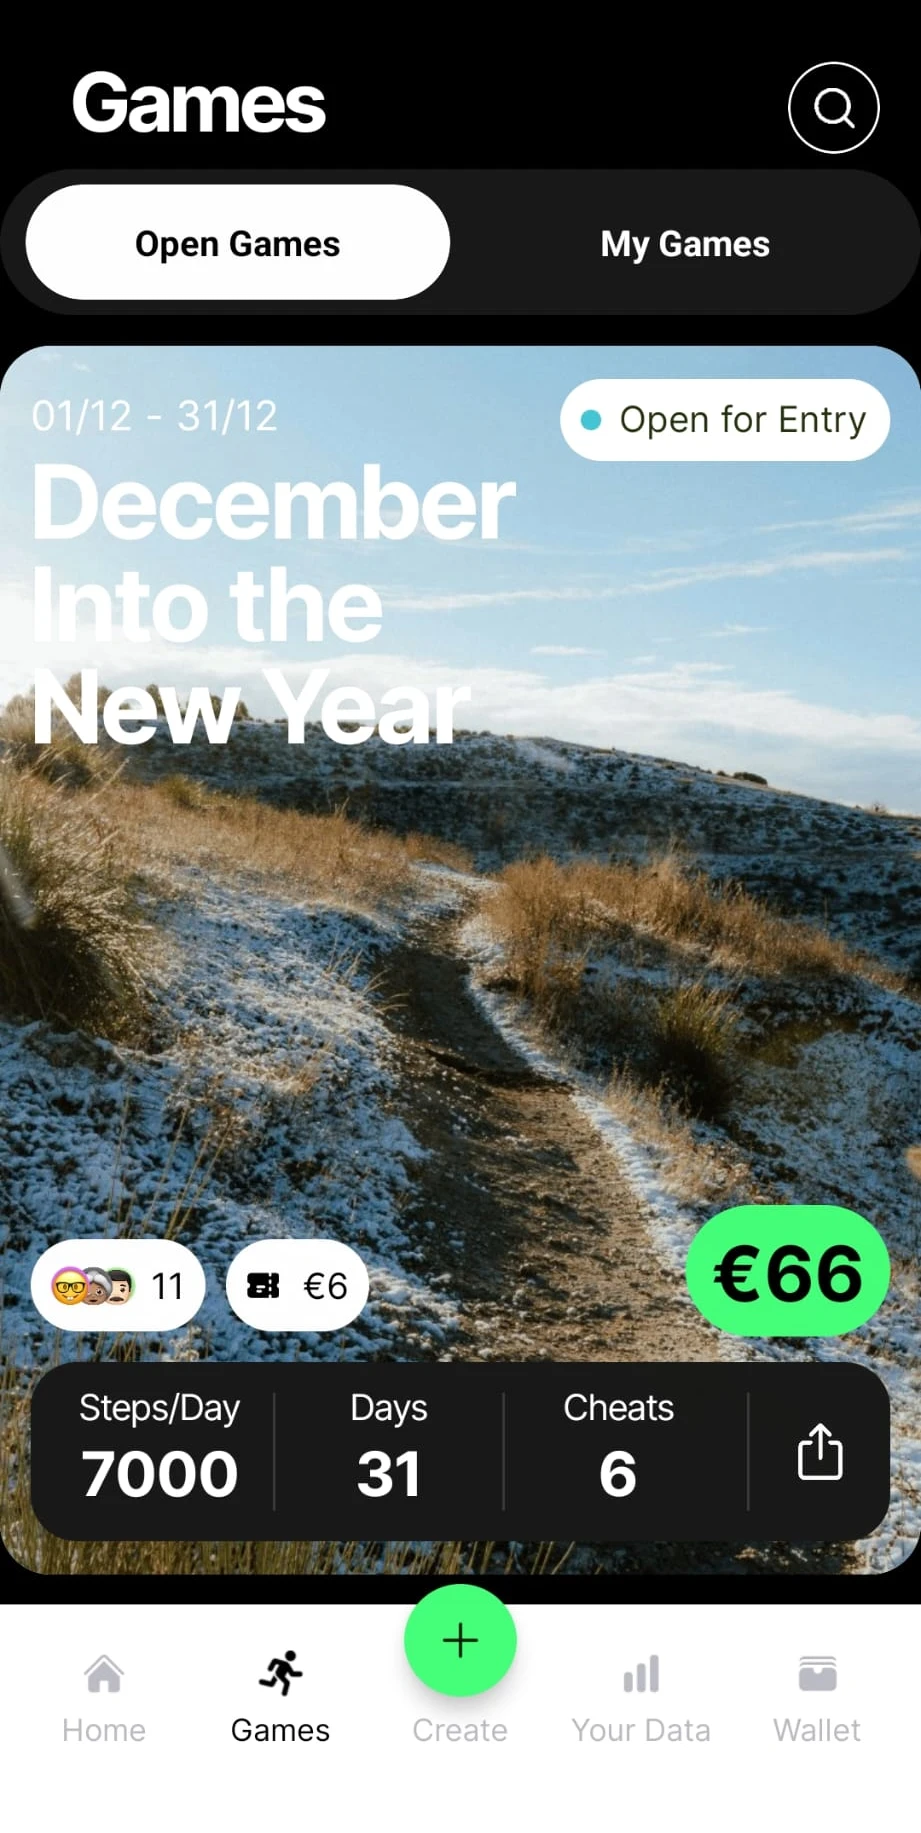 Games
Open Games
My Games
01/12 - 31/12
Open for Entry
December
Into the
New Year
11
€6
€66
Steps/Day
7000
Days
31
Cheats
6
Home
Games
Create
Your Data
Wallet